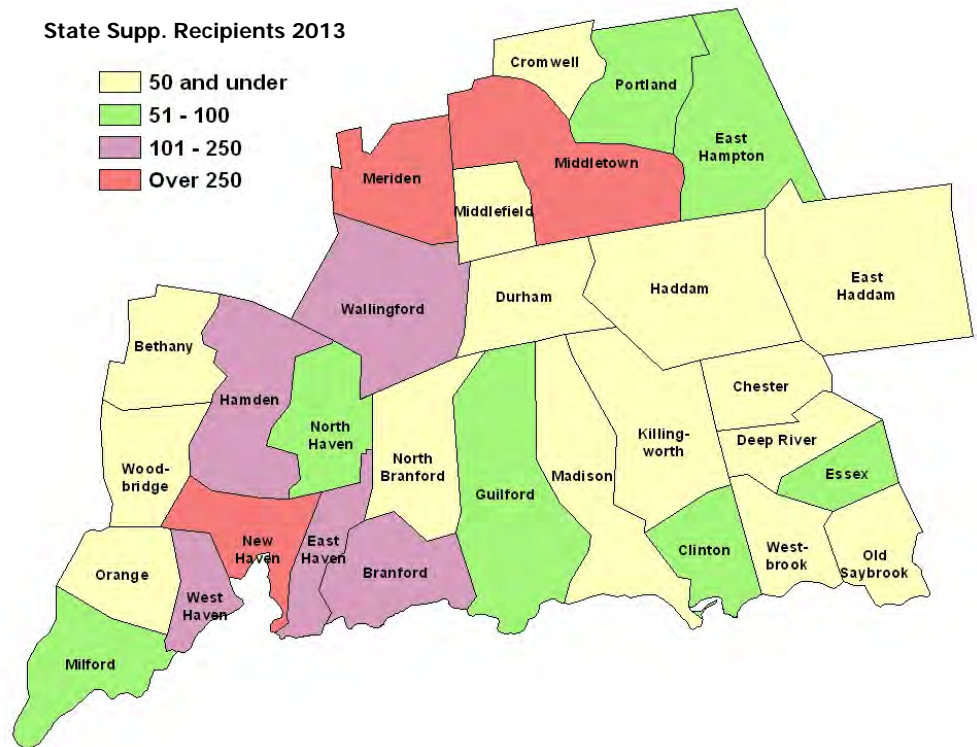 State Supp. Recipients 2013
50 and under
51 - 100
101 - 250
Over 250
Cromwell
Portland
East
Hampton
Middletown
Meriden
Middlefield
Wallingford
Durham
Haddam
East
Haddam
Bethany
Hamden
North
Haven
Chester
Deep River
Killing-
worth
Essex
Wood-
bridge
North
Branford
Guilford
Madison
Clinton
West-
brook
Old
Saybrook
New
Haven
East
Haven
Branford
Orange
West
Haven
Milford